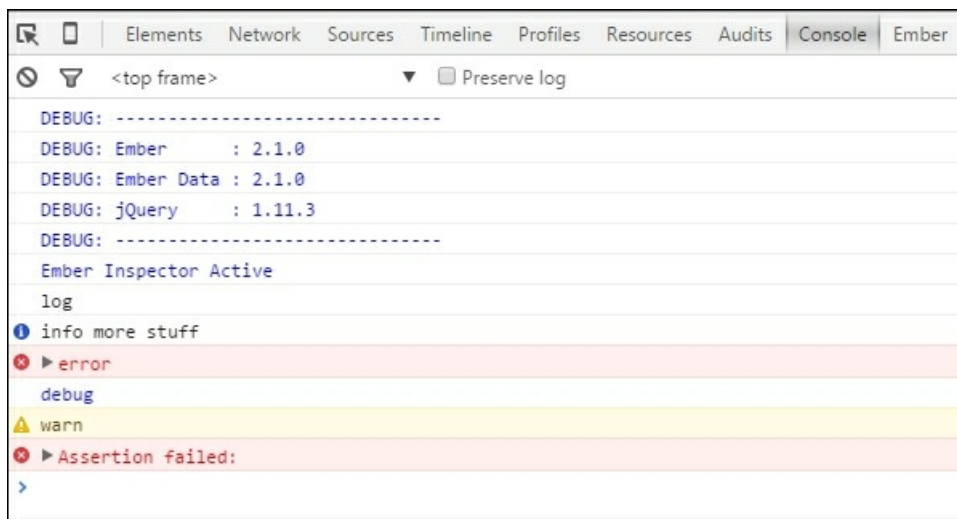 Elements Network Sources Timeline Profiles Resources Audits Console Ember
<top frame> ▼ Preserve log
DEBUG: -------------------------------
DEBUG: Ember      : 2.1.0
DEBUG: Ember Data : 2.1.0
DEBUG: jQuery     : 1.11.3
DEBUG: -------------------------------
Ember Inspector Active
log
info more stuff
error
debug
warn
Assertion failed:
>